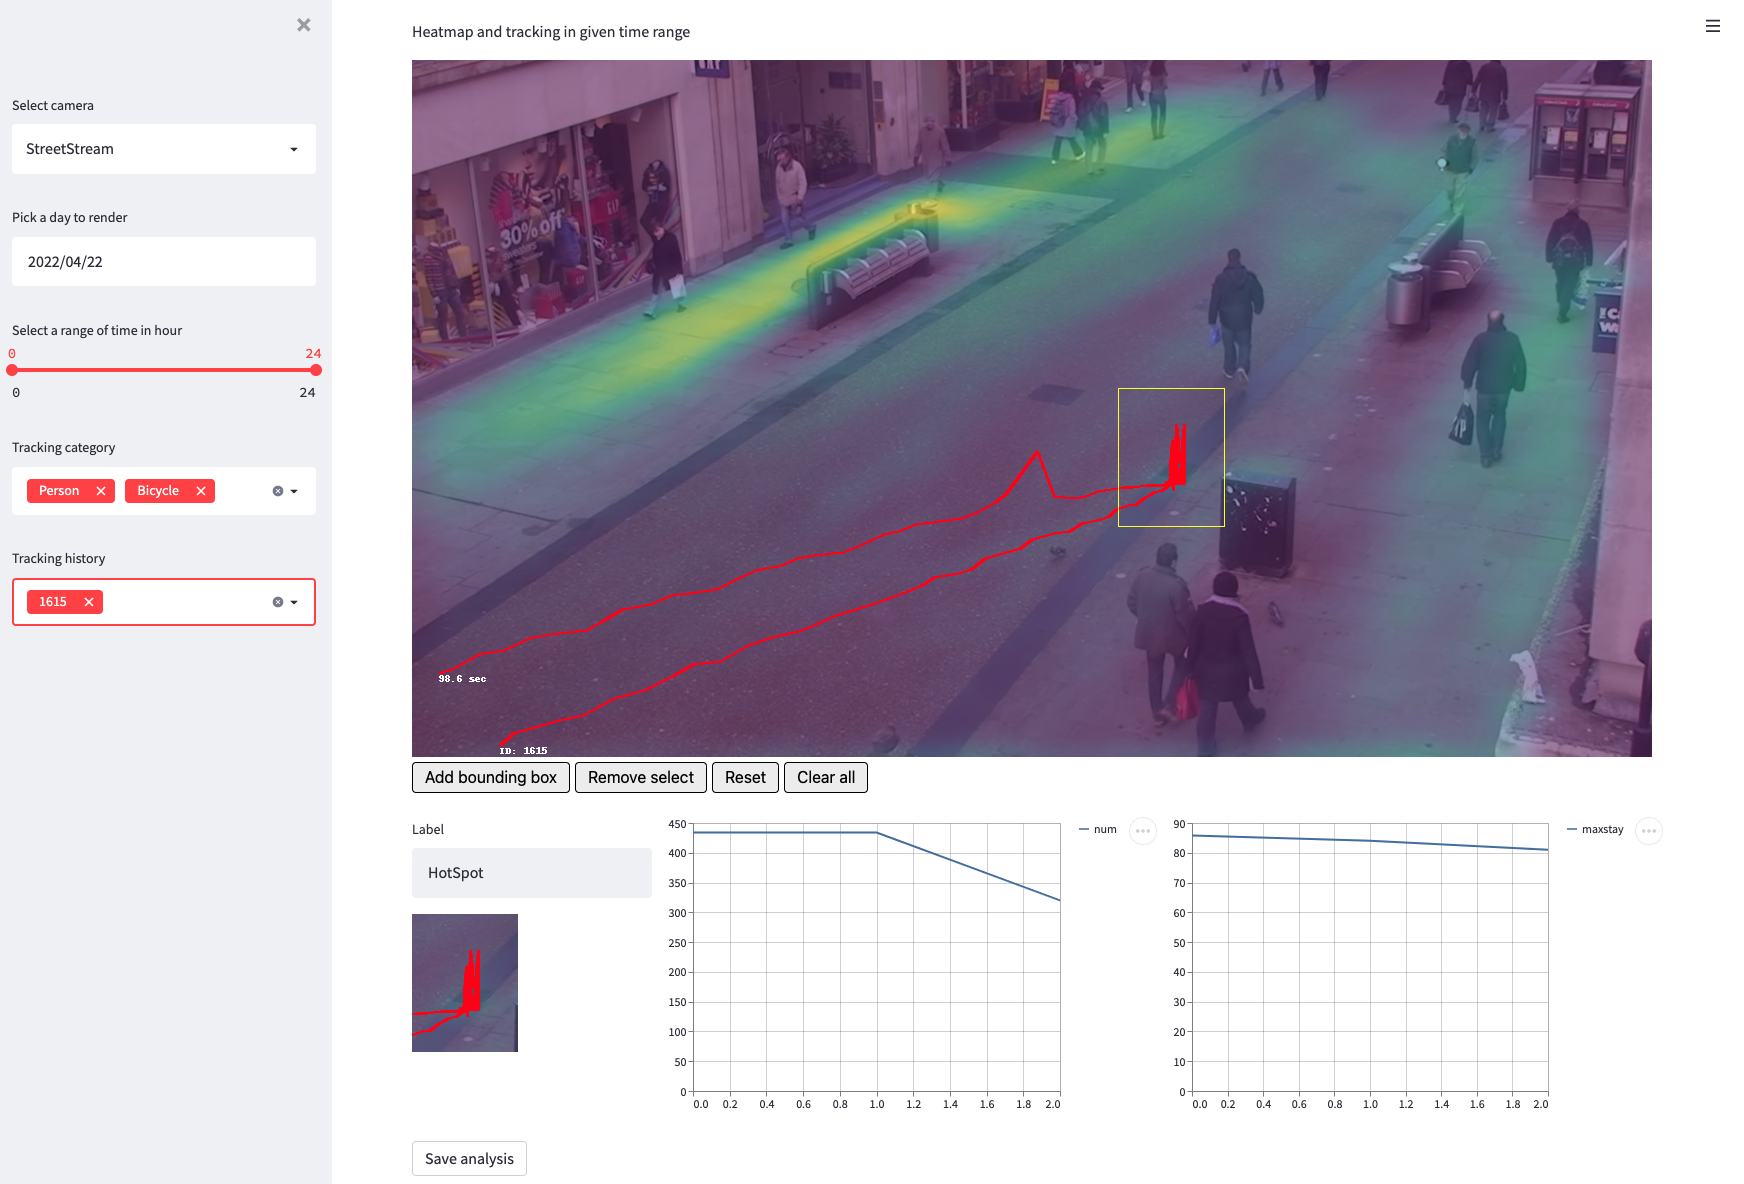 Select camera
StreetStream
Pick a day to render
2022/04/22
Select a range of time in hour
0 24
0 24
Tracking category
Person Bicycle
Tracking history
1615
Heatmap and tracking in given time range
30% off
GAP
98.6 sec
ID: 1615
Add bounding box Remove select Reset Clear all
Label
HotSpot
450
400
350
300
250
200
150
100
50
0
0.0 0.2 0.4 0.6 0.8 1.0 1.2 1.4 1.6 1.8 2.0
num
90
80
70
60
50
40
30
20
10
0
0.0 0.2 0.4 0.6 0.8 1.0 1.2 1.4 1.6 1.8 2.0
maxstay
Save analysis